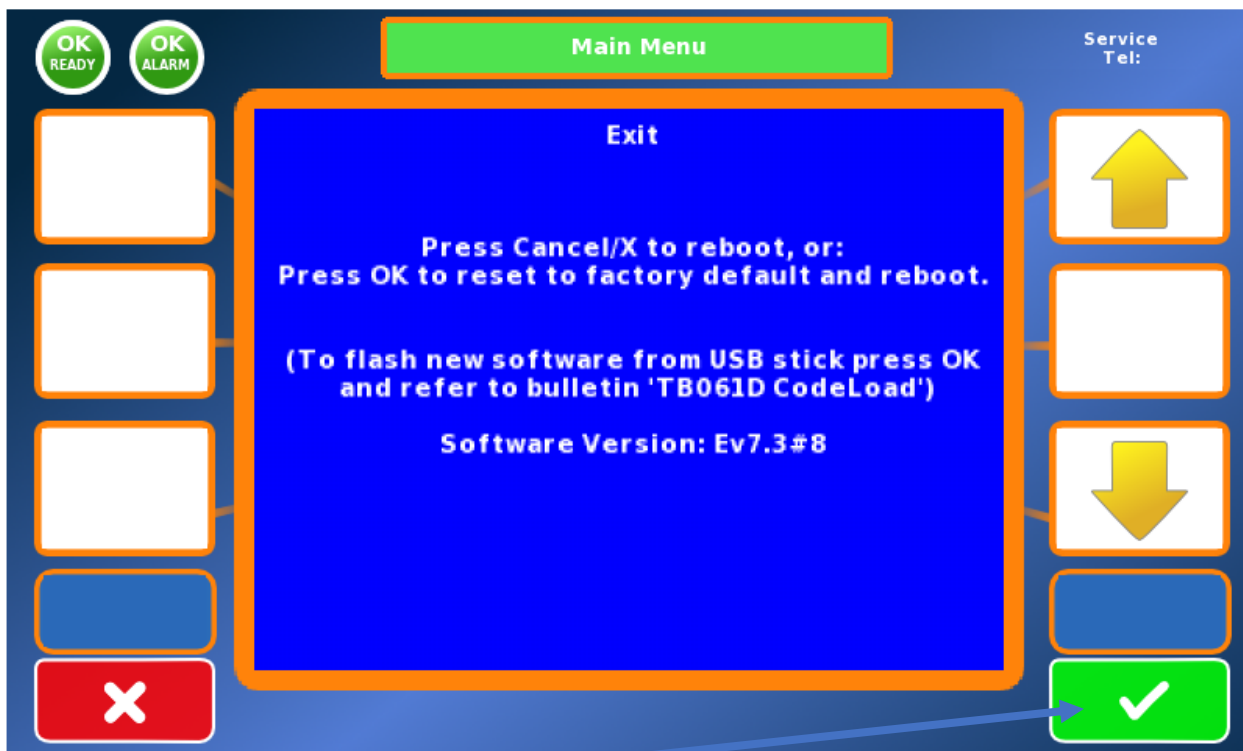 OK
READY
OK
ALARM
Main Menu
Service
Tel:
Exit
Press Cancel/X to reboot, or:
Press OK to reset to factory default and reboot.
(To flash new software from USB stick press OK
and refer to bulletin 'TB061D CodeLoad')
Software Version: Ev7.3#8